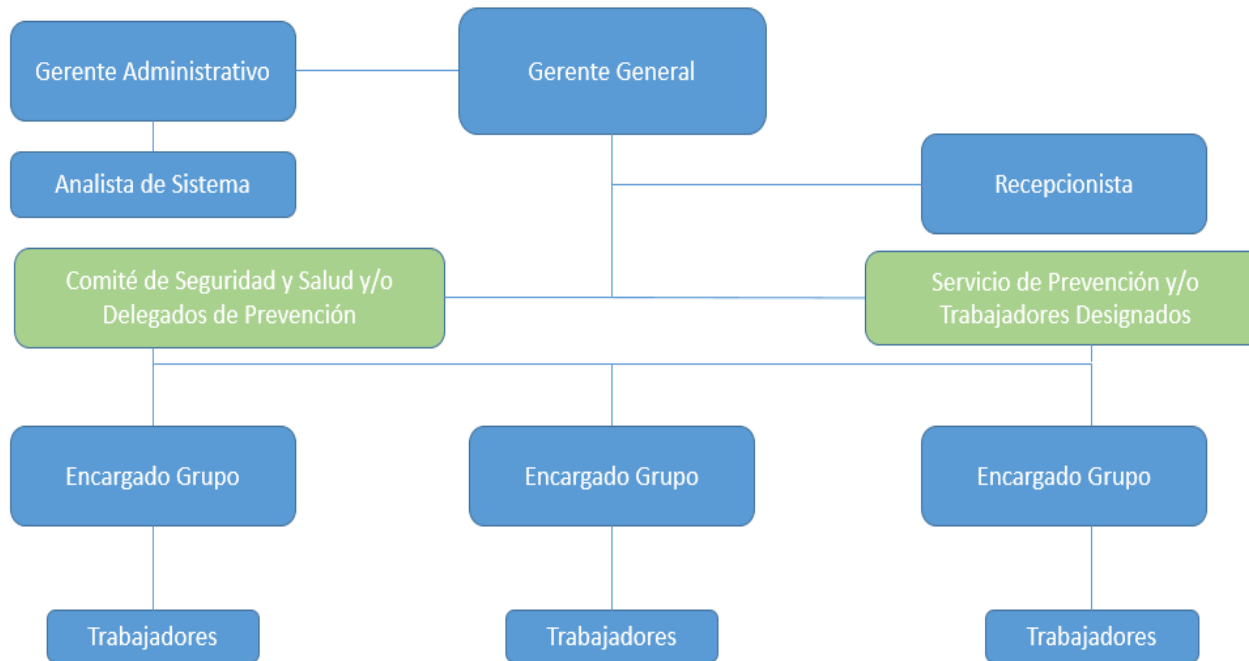 Gerente Administrativo
Gerente General
Analista de Sistema
Recepcionista
Comité de Seguridad y Salud y/o
Delegados de Prevención
Servicio de Prevención y/o
Trabajadores Designados
Encargado Grupo
Encargado Grupo
Encargado Grupo
Trabajadores
Trabajadores
Trabajadores